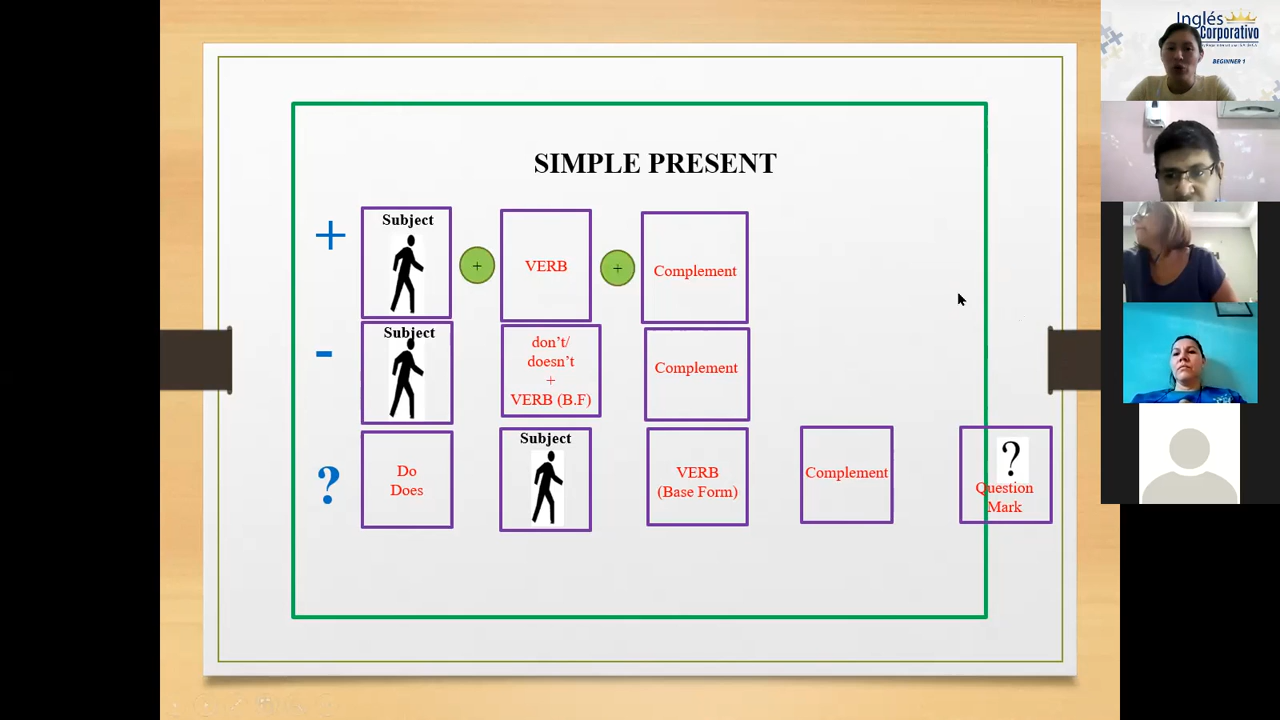 Inglés
Corporativo
BEGINNER 1
SIMPLE PRESENT
+
Subject
+
VERB
+
Complement
-
Subject
don't/
doesn't
+
VERB (B.F)
Complement
?
Do
Does
Subject
VERB
(Base Form)
Complement
?
Question
Mark